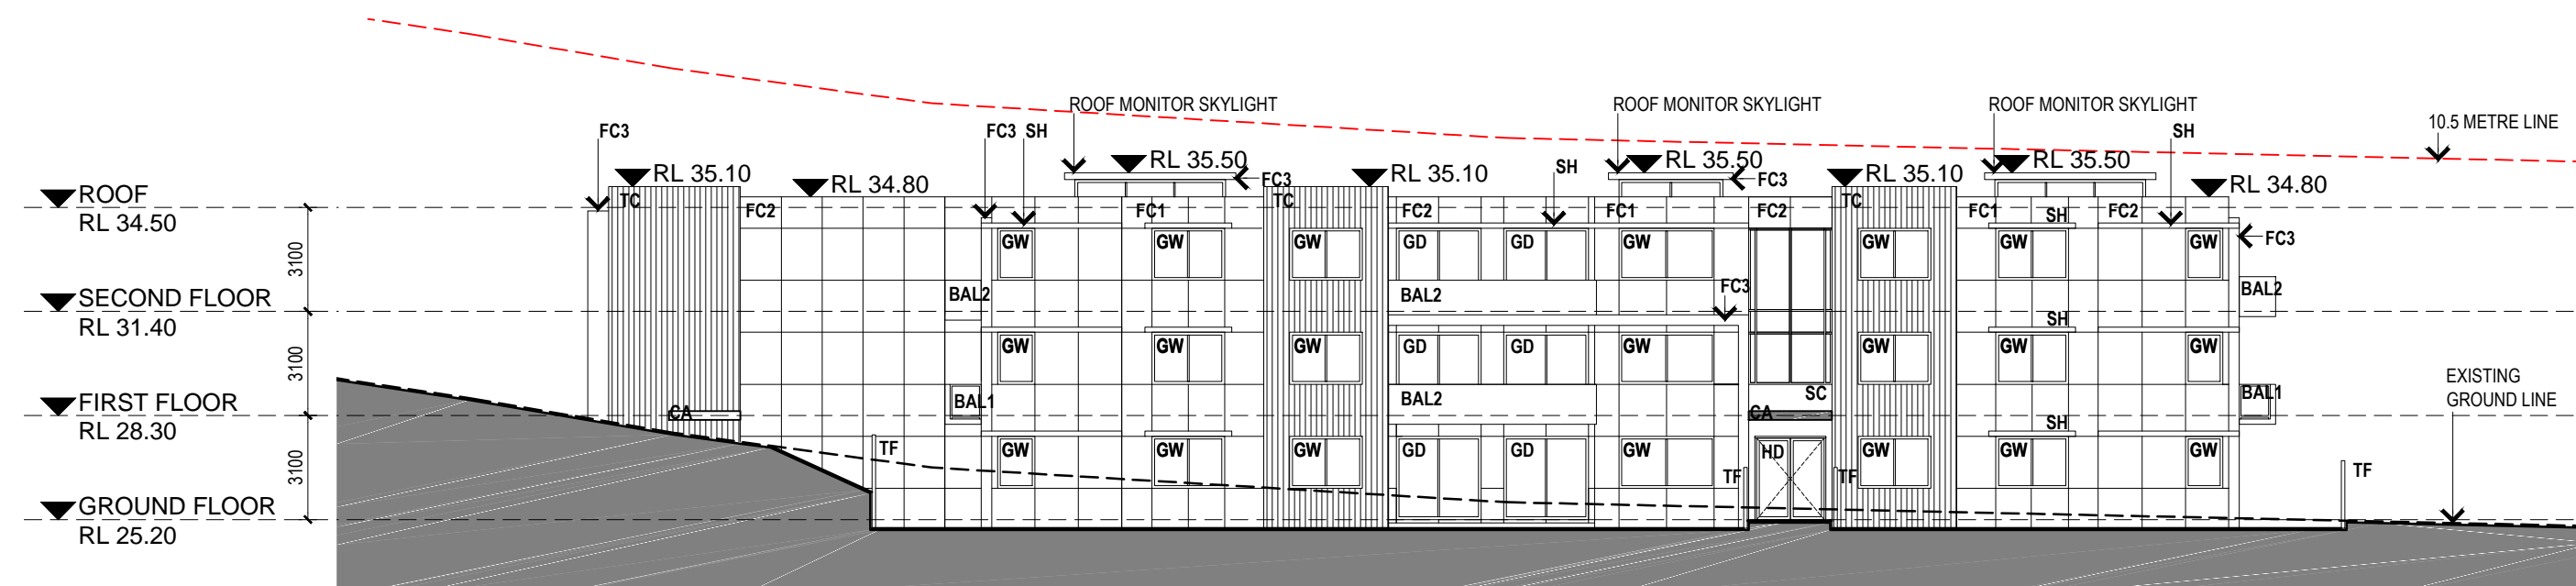 ROOF MONITOR SKYLIGHT
ROOF MONITOR SKYLIGHT
ROOF MONITOR SKYLIGHT
10.5 METRE LINE
FC3
FC3 SH
SH
RL 35.50
RL 35.50
RL 35.50
SH
RL 35.10
RL 35.10
RL 35.10
FC3
FC3
RL 34.80
RL 34.80
ROOF
RL 34.50
TC
FC2
FC1
TC
FC2
FC1
FC2
TC
FC1
SH
FC2
GW
GW
GW
GD
GD
GW
GW
GW
GW
FC3
3100
SECOND FLOOR
RL 31.40
BAL2
BAL2
FC3
BAL2
SH
GW
GW
GW
GD
GD
GW
GW
GW
GW
3100
FIRST FLOOR
RL 28.30
CA
BAL1
BAL2
SC
CA
BAL1
EXISTING
GROUND LINE
SH
TF
GW
GW
GW
GD
GD
GW
HD
GW
GW
GW
3100
TF
TF
TF
GROUND FLOOR
RL 25.20